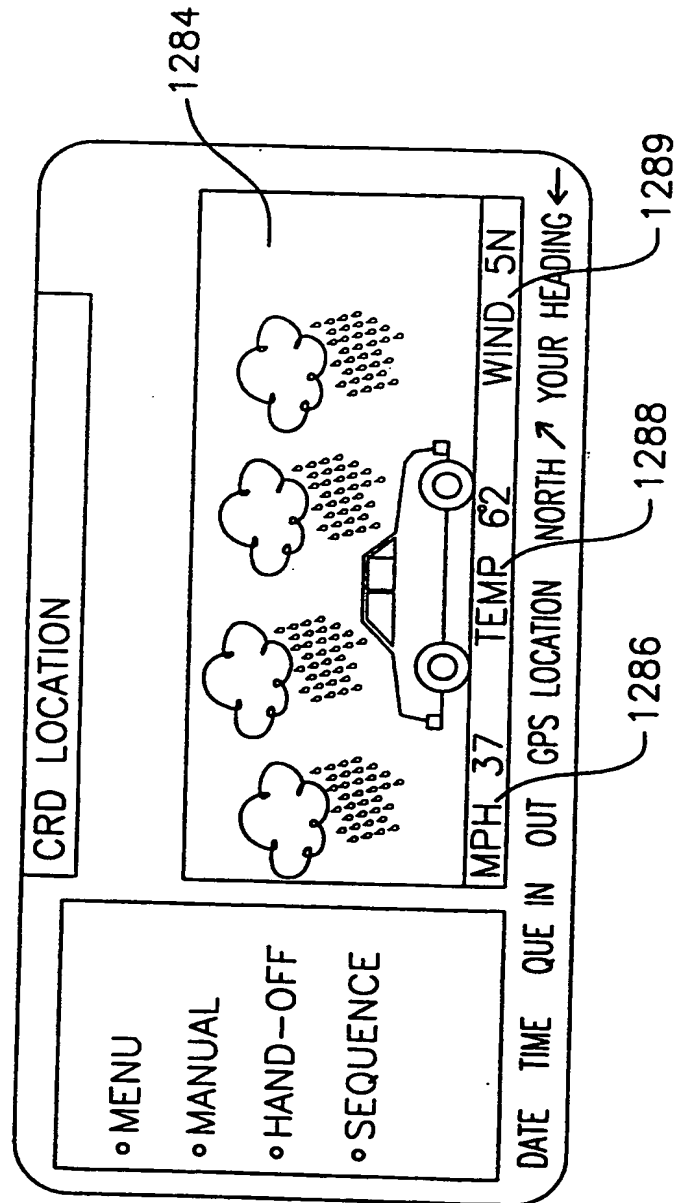 CRD LOCATION
• MENU
• MANUAL
• HAND-OFF
• SEQUENCE
MPH 37 TEMP 62° WIND 5N
DATE TIME QUE IN OUT GPS LOCATION NORTH ↗ YOUR HEADING ←
1284
1286
1288
1289